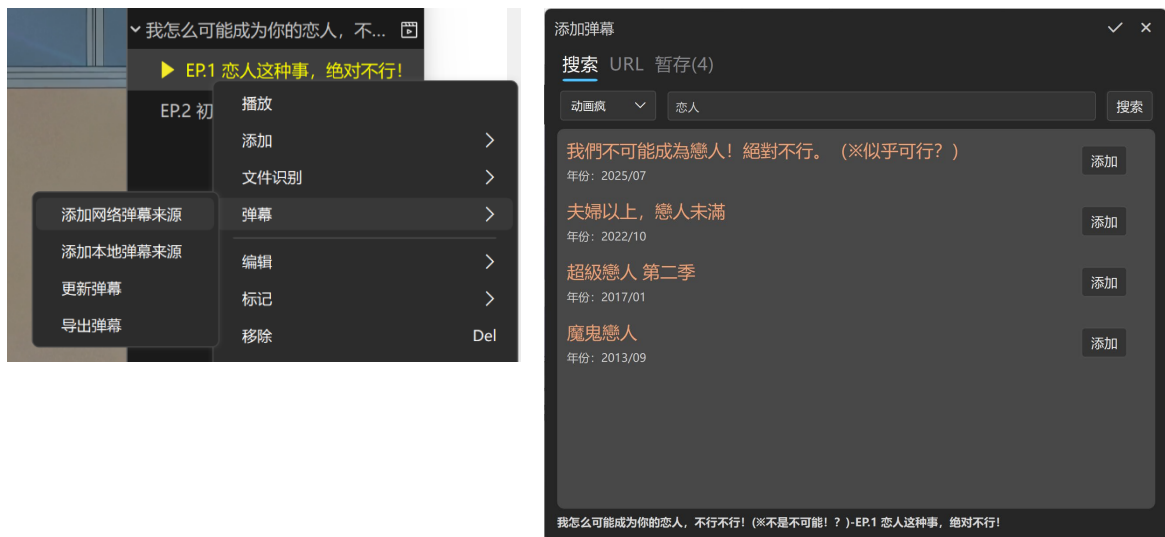 我怎么可能成为你的恋人，不...
EP.1 恋人这种事，绝对不行！
EP.2 初
播放
添加
文件识别
弹幕
编辑
标记
移除 Del
添加网络弹幕来源
添加本地弹幕来源
更新弹幕
导出弹幕
添加弹幕
搜索 URL 暂存(4)
动画疯 恋人 搜索
我們不可能成為戀人！絕對不行。（※似乎可行？）
年份：2025/07
添加
夫婦以上，戀人未滿
年份：2022/10
添加
超級戀人 第二季
年份：2017/01
添加
魔鬼戀人
年份：2013/09
添加
我怎么可能成为你的恋人，不行不行！(※不是不可能！？)-EP.1 恋人这种事，绝对不行！